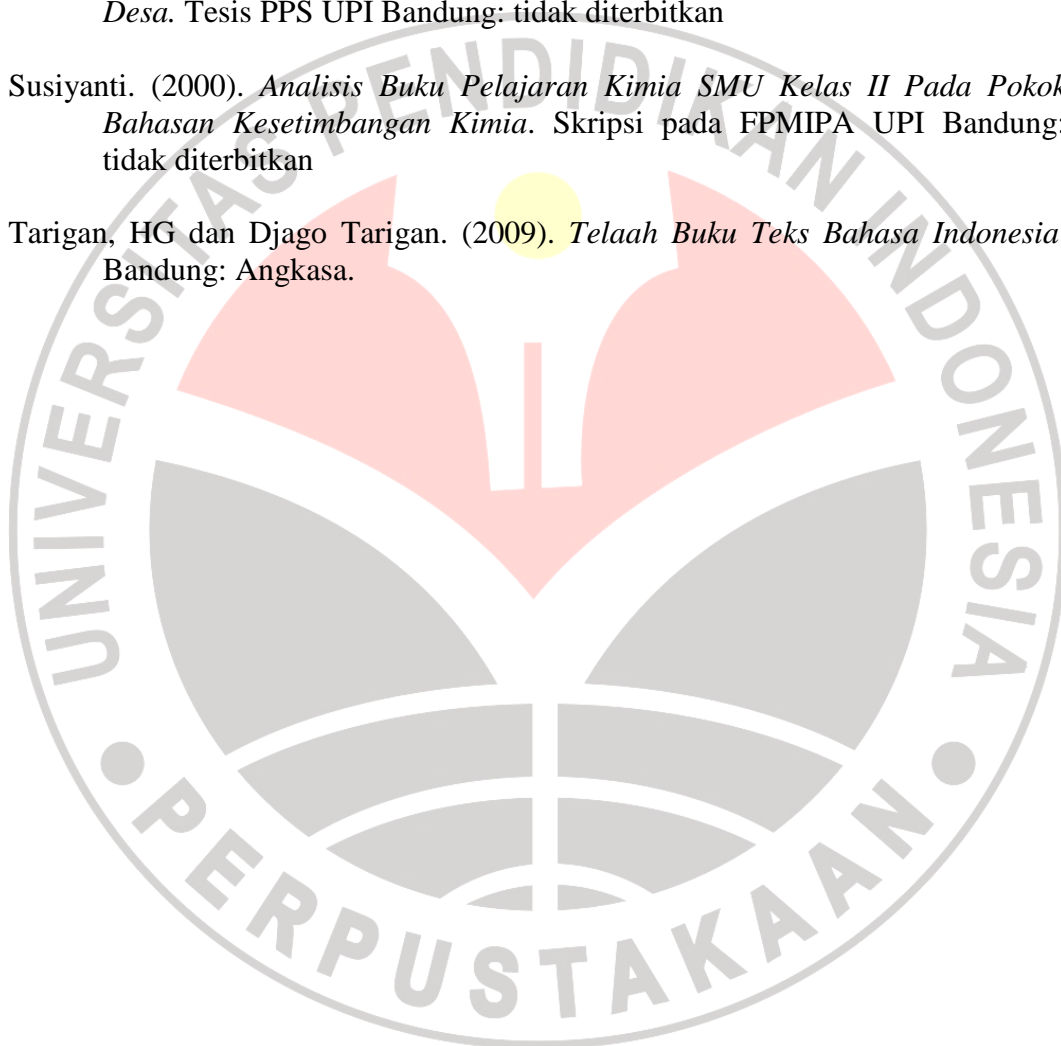 Desa. Tesis PPS UPI Bandung: tidak diterbitkan
Susiyanti. (2000). Analisis Buku Pelajaran Kimia SMU Kelas II Pada Pokok
Bahasan Kesetimbangan Kimia. Skripsi pada FPMIPA UPI Bandung:
tidak diterbitkan
Tarigan, HG dan Djago Tarigan. (2009). Telaah Buku Teks Bahasa Indonesia
Bandung: Angkasa.
UNIVERSITAS PENDIDIKAN INDONESIA
PERPUSTAKAAN